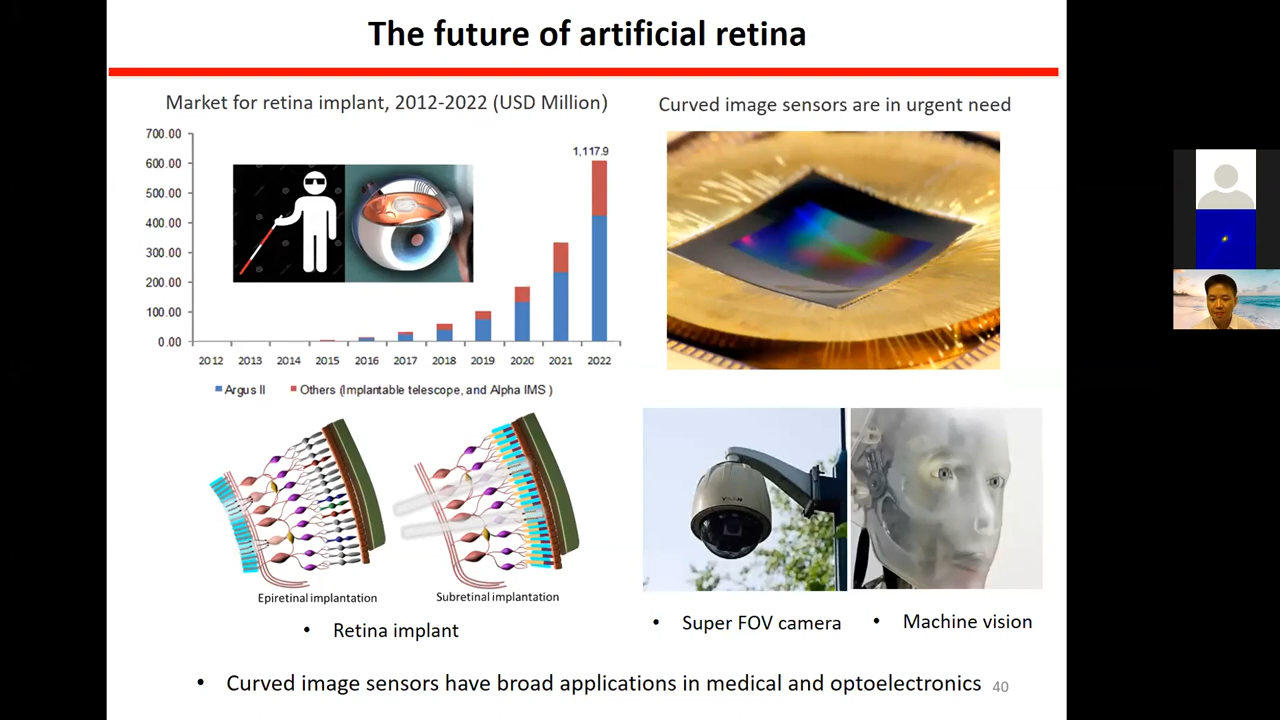 The future of artificial retina
Market for retina implant, 2012-2022 (USD Million)
700.00
600.00
500.00
400.00
300.00
200.00
100.00
0.00
1,117.9
2012 2013 2014 2015 2016 2017 2018 2019 2020 2021 2022
Argus II Others (Implantable telescope, and Alpha IMS )
Epiretinal implantation Subretinal implantation
• Retina implant
Curved image sensors are in urgent need
• Super FOV camera • Machine vision
• Curved image sensors have broad applications in medical and optoelectronics
40